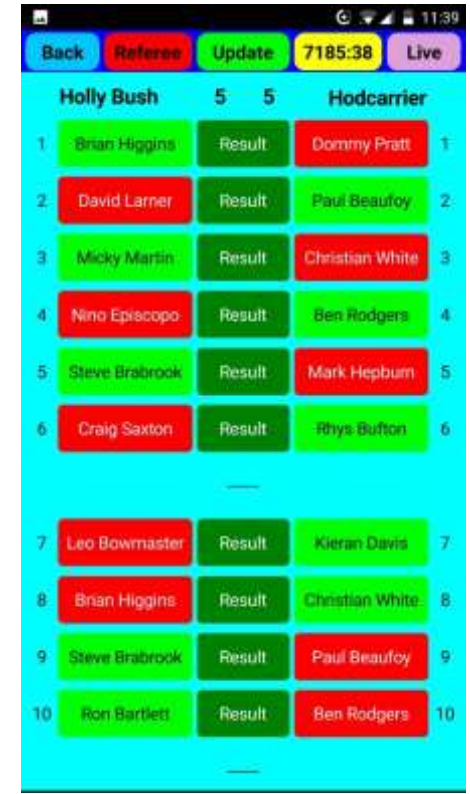 11:39
Back Referee Update 7185:38 Live
Holly Bush 5 5 Hodcarrier
1 Brian Higgins Result Dommy Pratt 1
2 David Larner Result Paul Beaufoy 2
3 Micky Martin Result Christian White 3
4 Nino Episcopo Result Ben Rodgers 4
5 Steve Brabrook Result Mark Hepburn 5
6 Craig Saxton Result Rhys Bufton 6
7 Leo Bowmaster Result Kieran Davis 7
8 Brian Higgins Result Christian White 8
9 Steve Brabrook Result Paul Beaufoy 9
10 Ron Bartlett Result Ben Rodgers 10